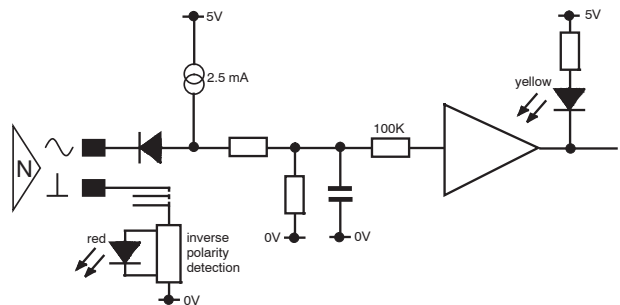 5V
5V
2.5 mA
yellow
100K
N
red
inverse
polarity
detection
0V
0V
0V